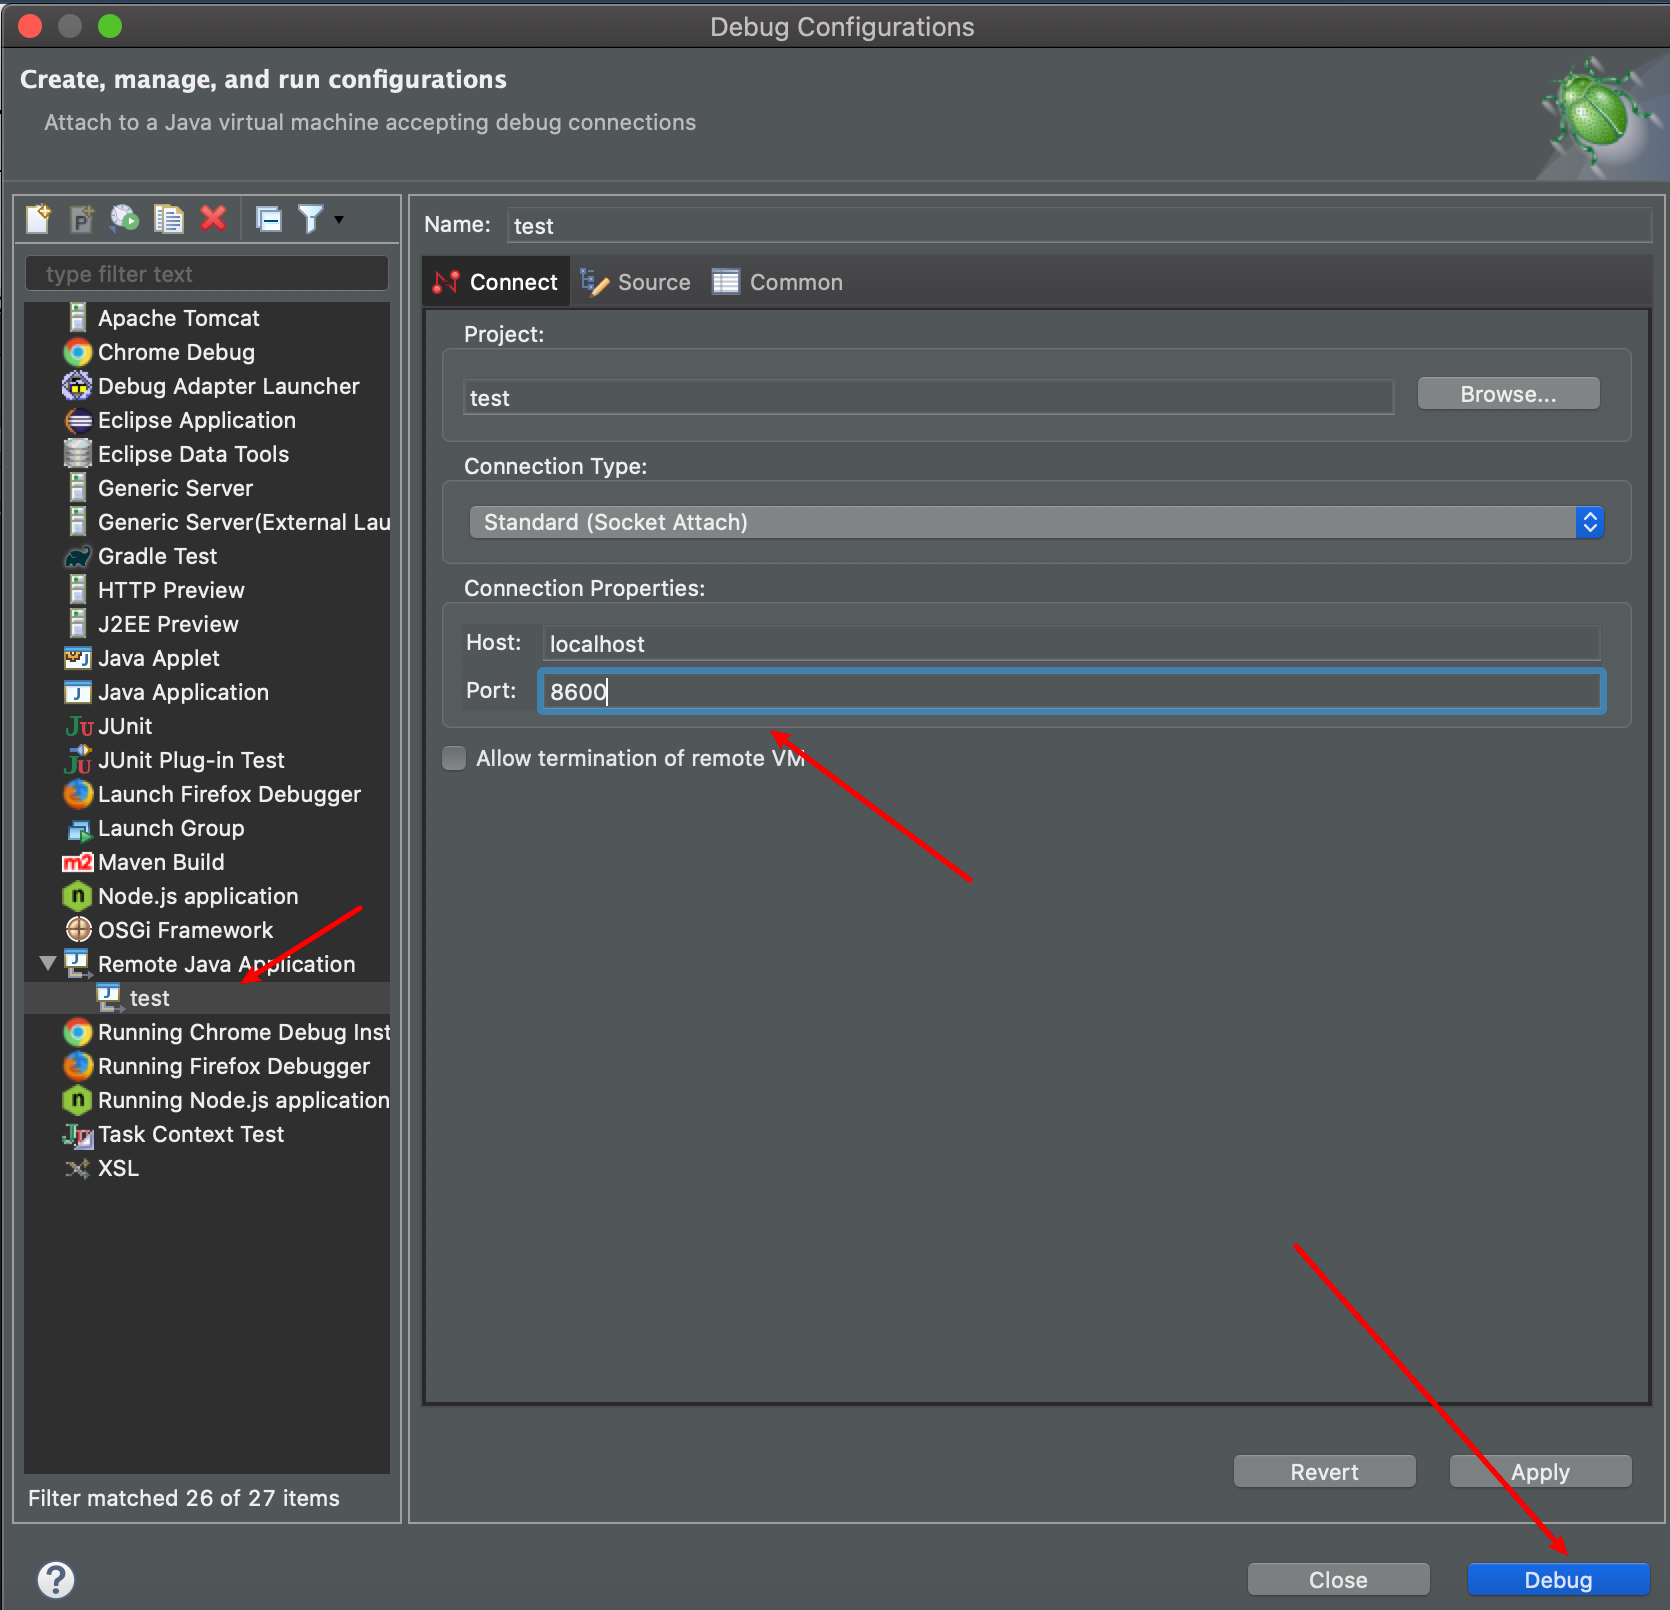 Debug Configurations
Create, manage, and run configurations
Attach to a Java virtual machine accepting debug connections
type filter text
Apache Tomcat
Chrome Debug
Debug Adapter Launcher
Eclipse Application
Eclipse Data Tools
Generic Server
Generic Server(External Lau
Gradle Test
HTTP Preview
J2EE Preview
Java Applet
Java Application
JUnit
JUnit Plug-in Test
Launch Firefox Debugger
Launch Group
Maven Build
Node.js application
OSGi Framework
Remote Java Application
test
Running Chrome Debug Inst
Running Firefox Debugger
Running Node.js application
Task Context Test
XSL
Filter matched 26 of 27 items
Name: test
Connect Source Common
Project:
test Browse...
Connection Type:
Standard (Socket Attach)
Connection Properties:
Host: localhost
Port: 8600
Allow termination of remote VM
Revert Apply
Close Debug